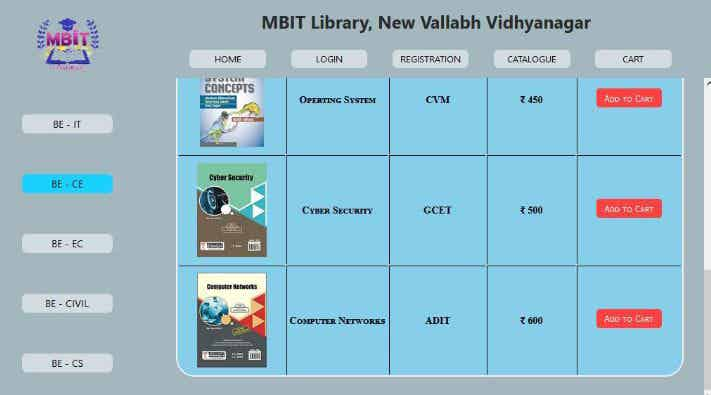 MBIT Library, New Vallabh Vidhyanagar
MBIT
HOME
LOGIN
REGISTRATION
CATALOGUE
CART
BE - IT
BE - CE
BE - EC
BE - CIVIL
BE - CS
SYSTEM
CONCEPTS
Operting System
CVM
₹ 450
Add to Cart
Cyber Security
Cyber Security
GCET
₹ 500
Add to Cart
Computer Networks
Computer Networks
ADIT
₹ 600
Add to Cart